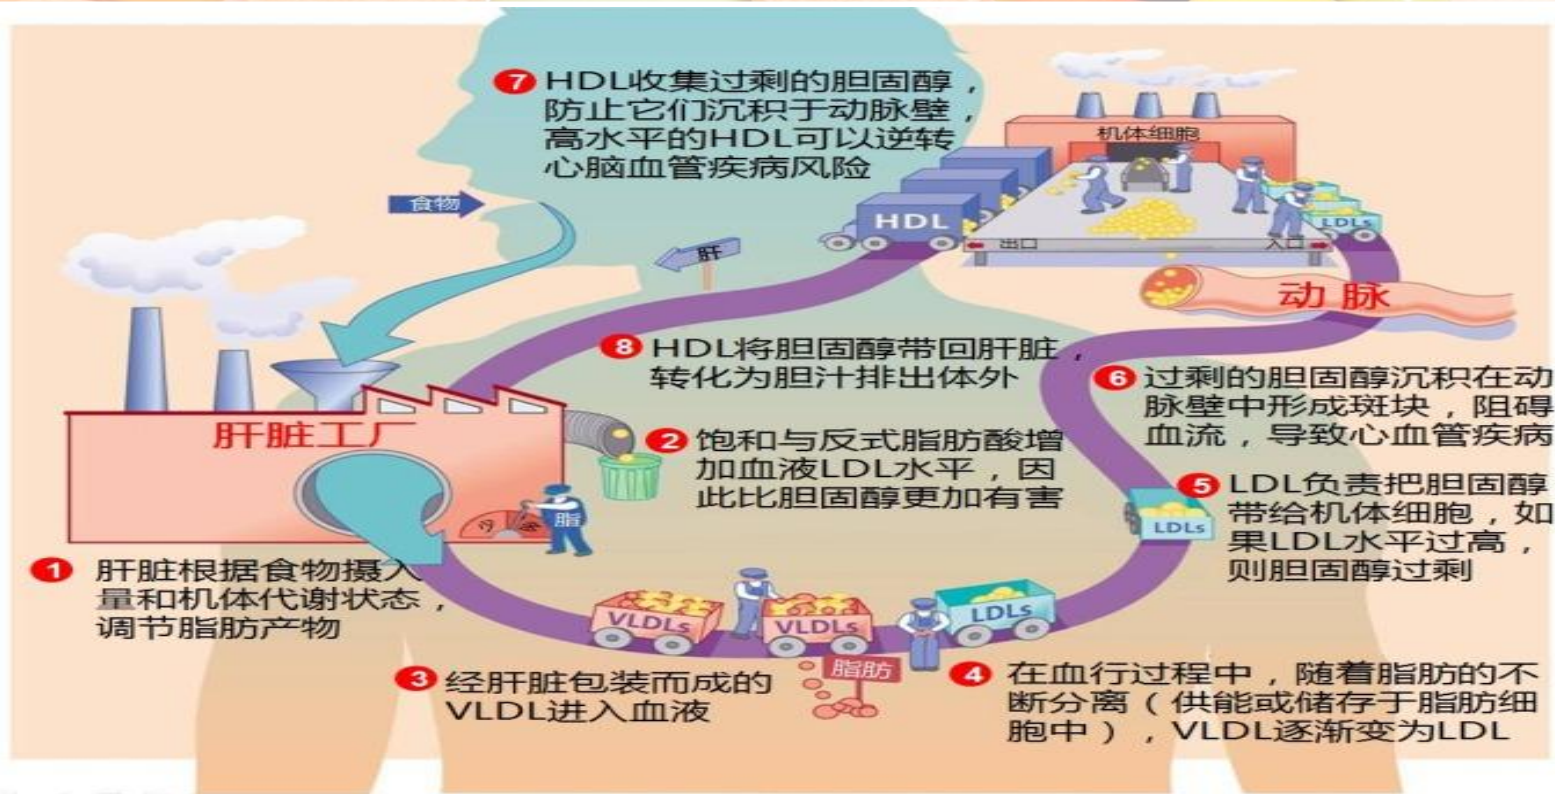 7 HDL收集过剩的胆固醇，
防止它们沉积于动脉壁，
高水平的HDL可以逆转
心脑血管疾病风险
机体细胞
食物
HDL
LDLs
出口
入口
肝
动 脉
8 HDL将胆固醇带回肝脏，
转化为胆汁排出体外
6 过剩的胆固醇沉积在动
脉壁中形成斑块，阻碍
血流，导致心血管疾病
肝脏工厂
2 饱和与反式脂肪酸增
加血液LDL水平，因
此比胆固醇更加有害
5 LDL负责把胆固醇
带给机体细胞，如
果LDL水平过高，
则胆固醇过剩
LDLs
脂
1 肝脏根据食物摄入
量和机体代谢状态，
调节脂肪产物
VLDLs
VLDLs
LDLs
脂肪
3 经肝脏包装而成的
VLDL进入血液
4 在血行过程中，随着脂肪的不
断分离（供能或储存于脂肪细
胞中），VLDL逐渐变为LDL